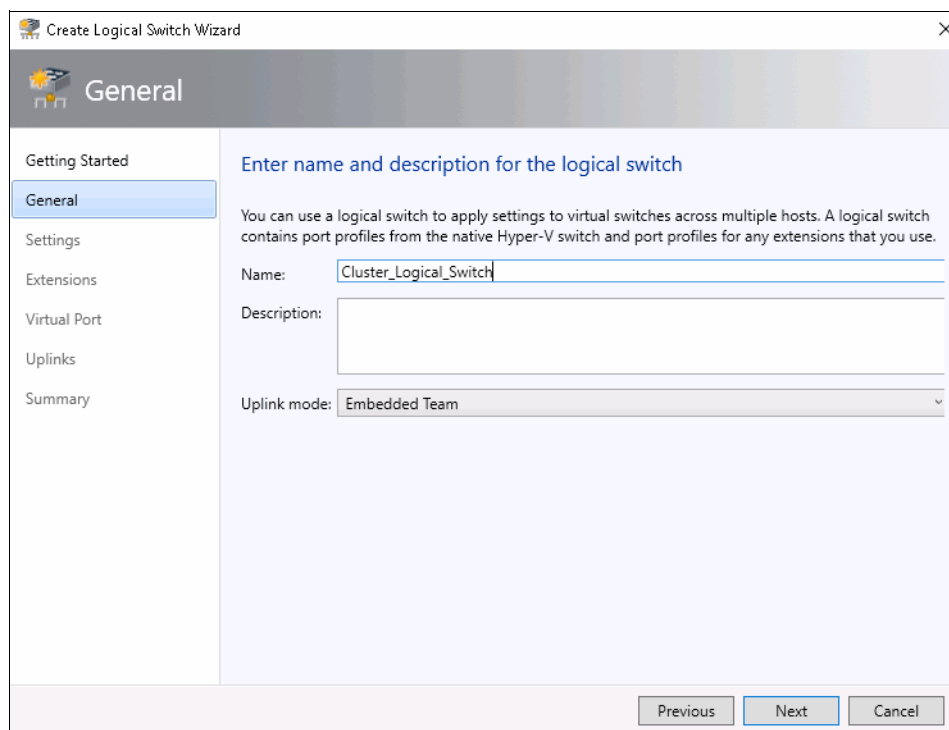 Create Logical Switch Wizard
General
Getting Started
General
Settings
Extensions
Virtual Port
Uplinks
Summary
Enter name and description for the logical switch
You can use a logical switch to apply settings to virtual switches across multiple hosts. A logical switch
contains port profiles from the native Hyper-V switch and port profiles for any extensions that you use.
Name: Cluster_Logical_Switch
Description:
Uplink mode: Embedded Team
Previous Next Cancel